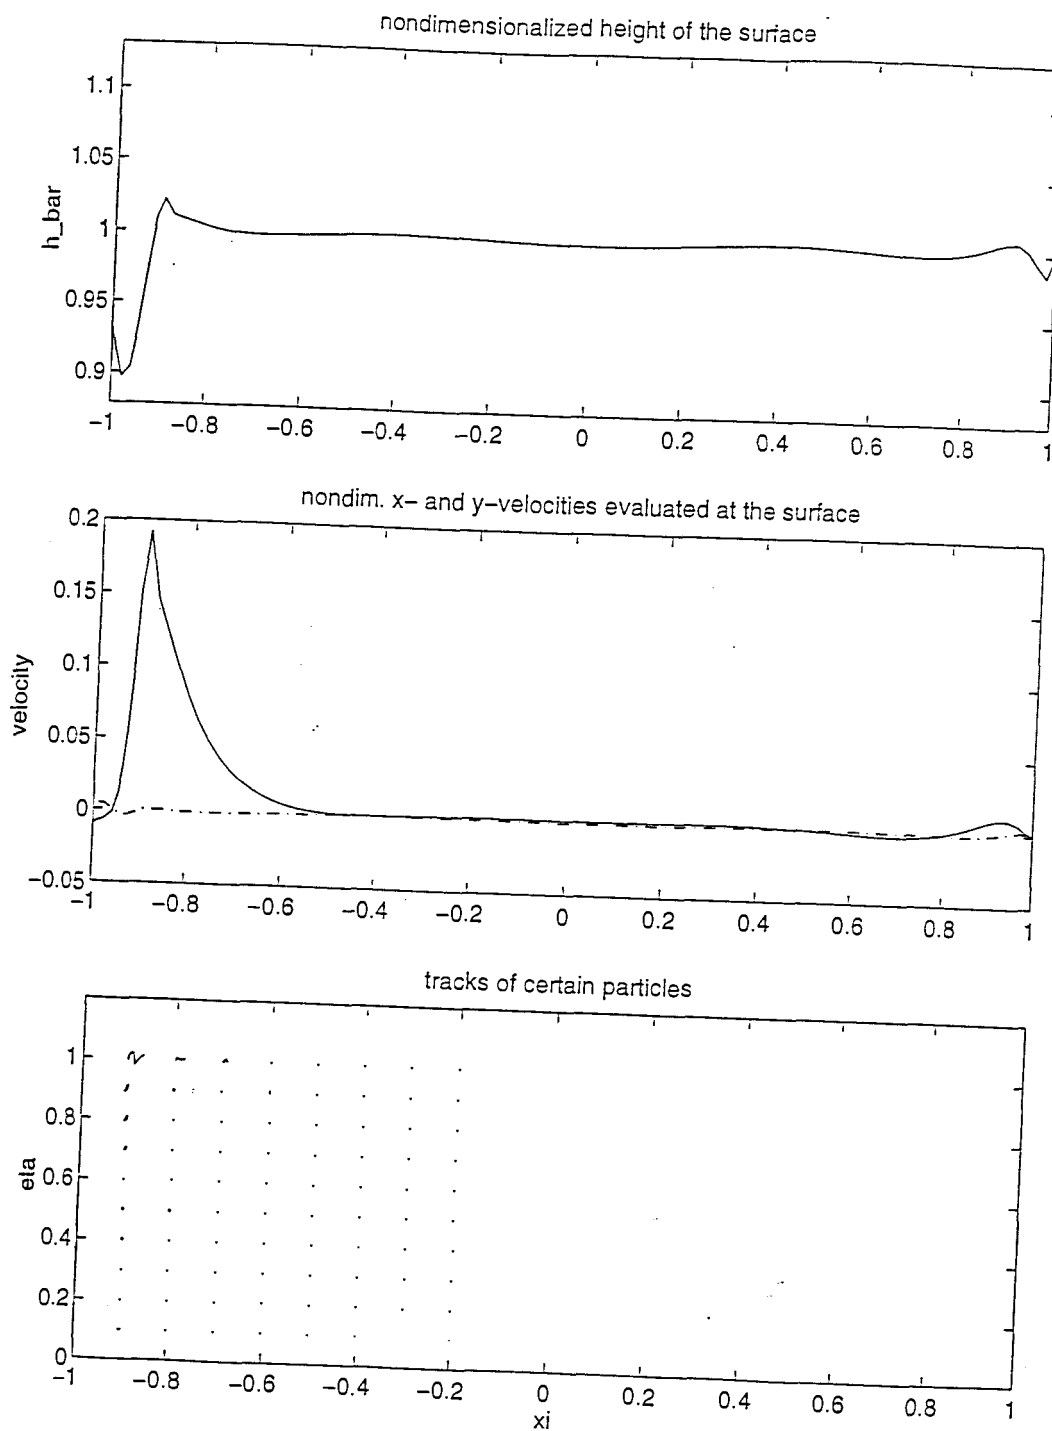 nondimensionalized height of the surface
1.1
1.05
1
0.95
0.9
h_bar
-1 -0.8 -0.6 -0.4 -0.2 0 0.2 0.4 0.6 0.8 1
nondim. x- and y-velocities evaluated at the surface
0.2
0.15
0.1
0.05
0
-0.05
velocity
-1 -0.8 -0.6 -0.4 -0.2 0 0.2 0.4 0.6 0.8 1
tracks of certain particles
1
0.8
0.6
0.4
0.2
0
eta
-1 -0.8 -0.6 -0.4 -0.2 0 0.2 0.4 0.6 0.8 1
xi